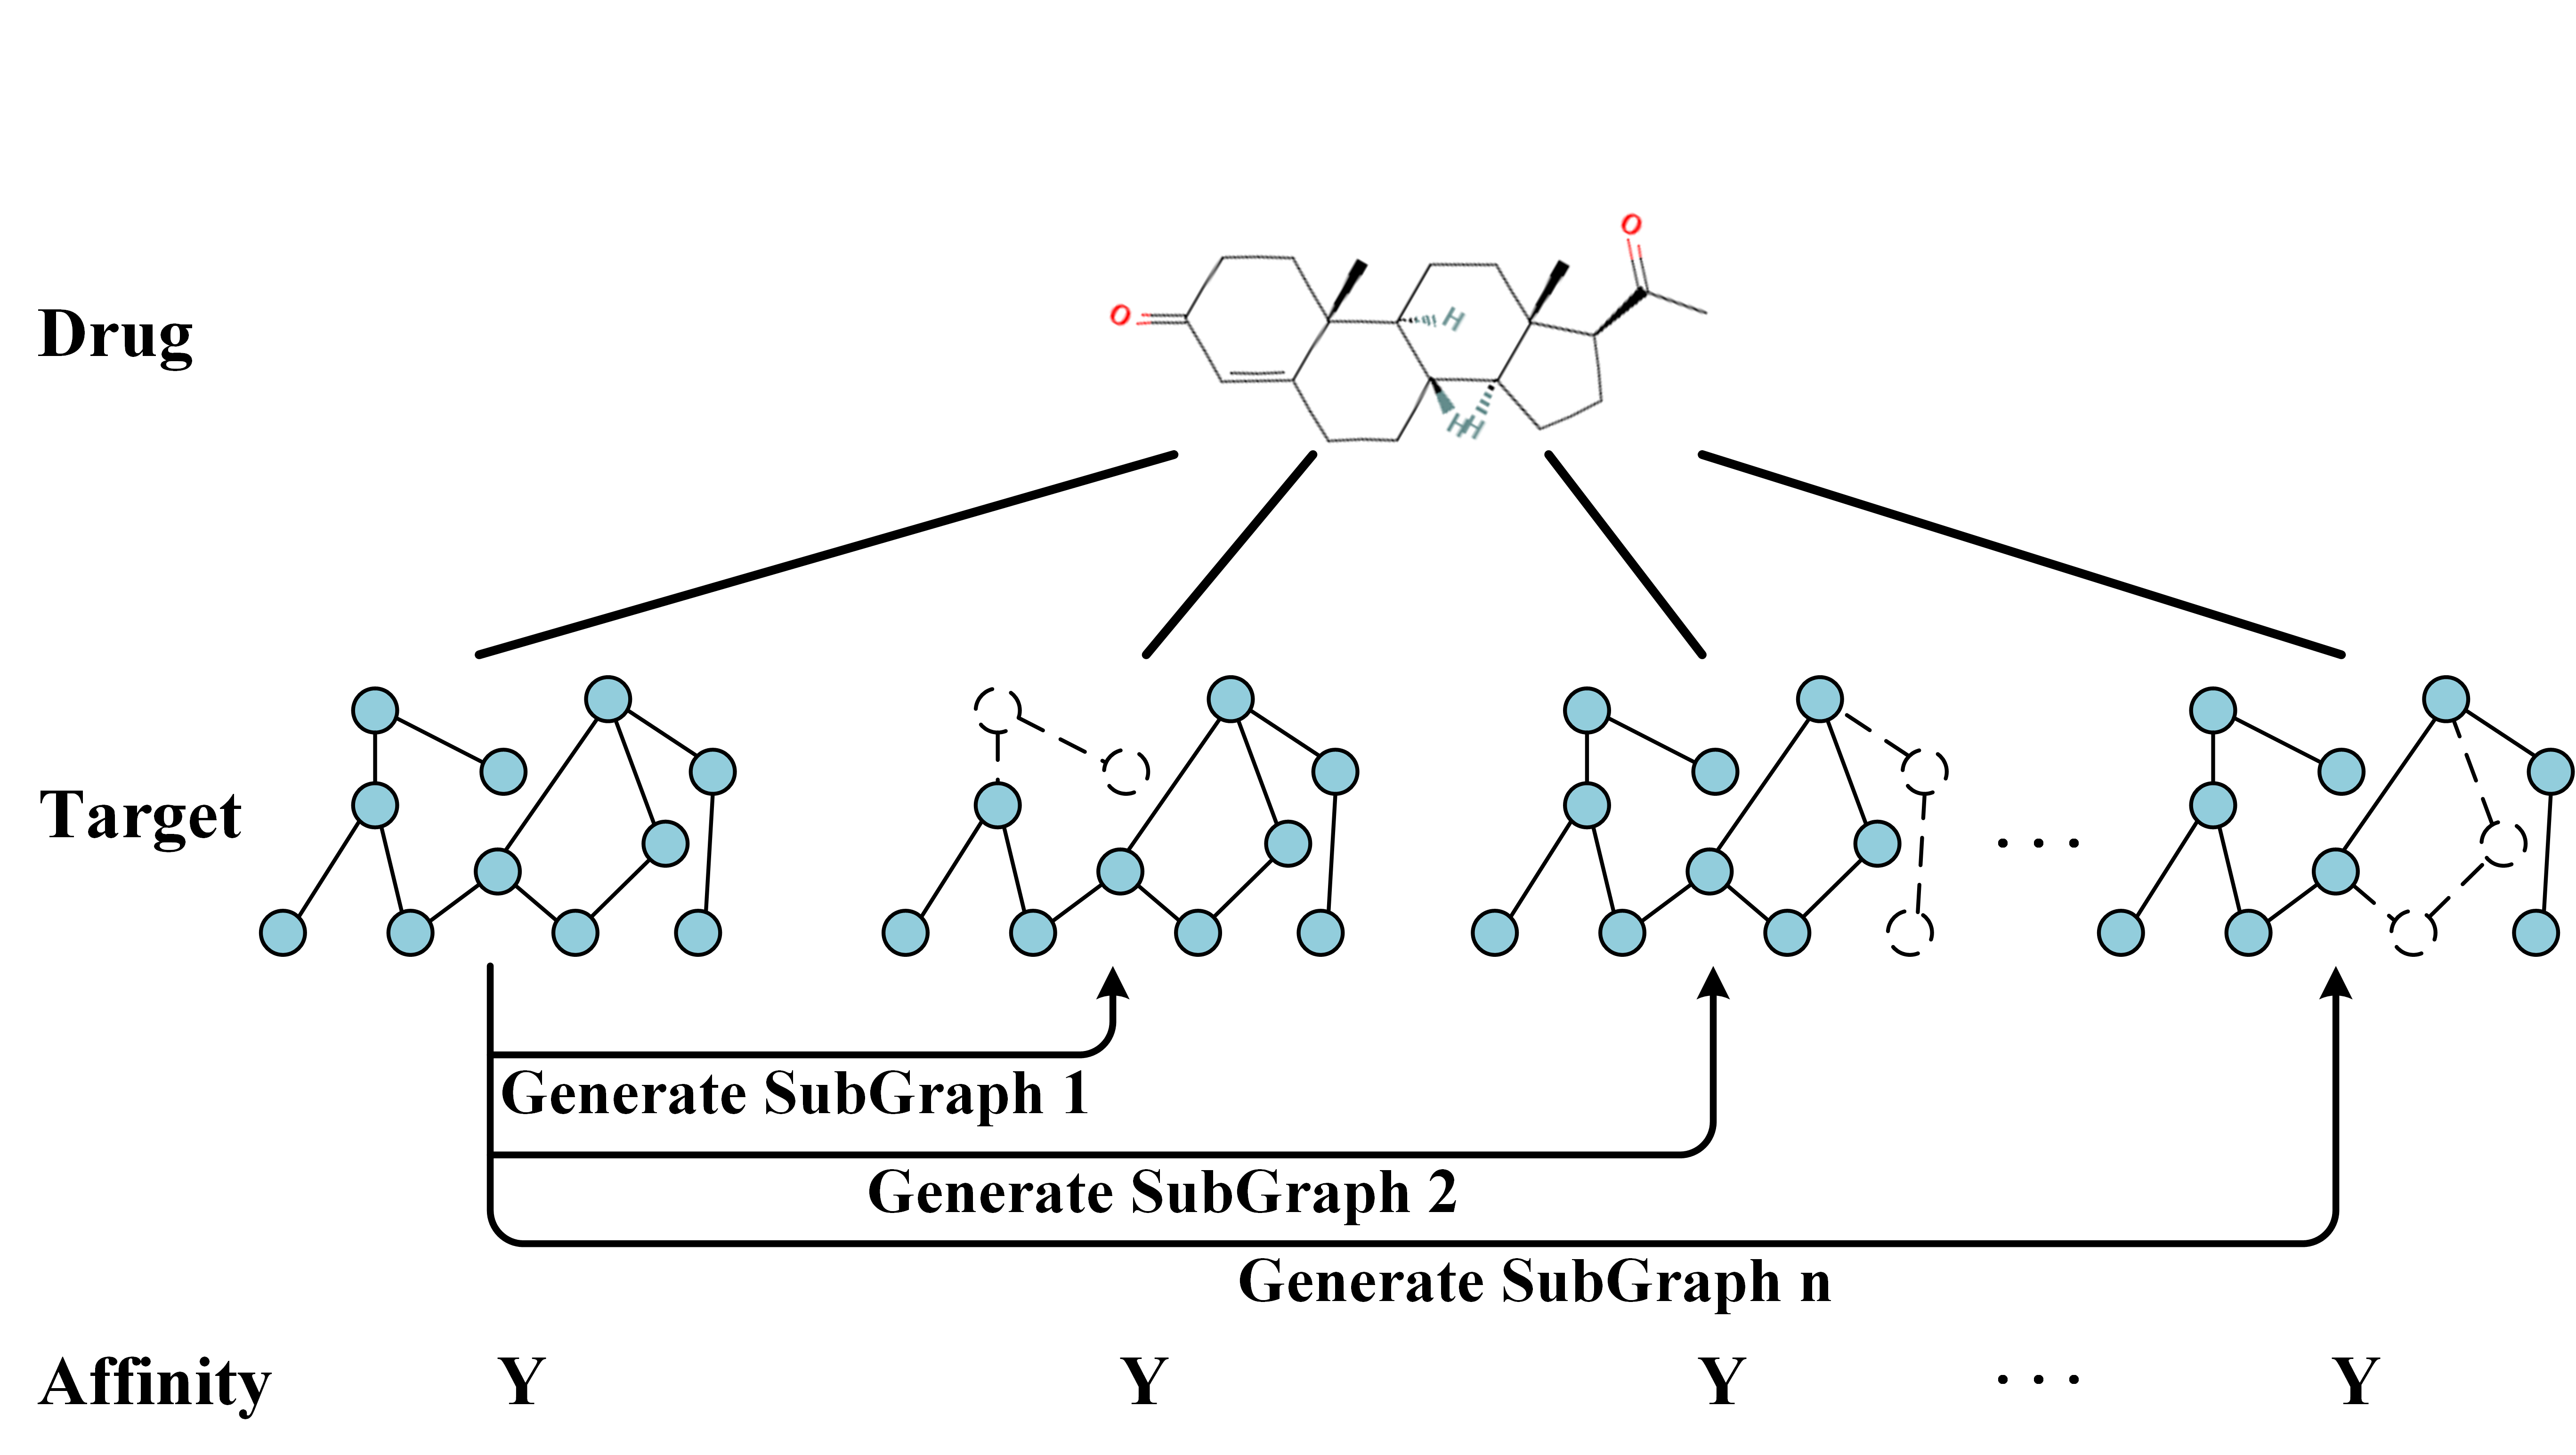 O
O
H
H
H
Drug
Target
. . .
Generate SubGraph 1
Generate SubGraph 2
Generate SubGraph n
Affinity Y Y Y . . . Y